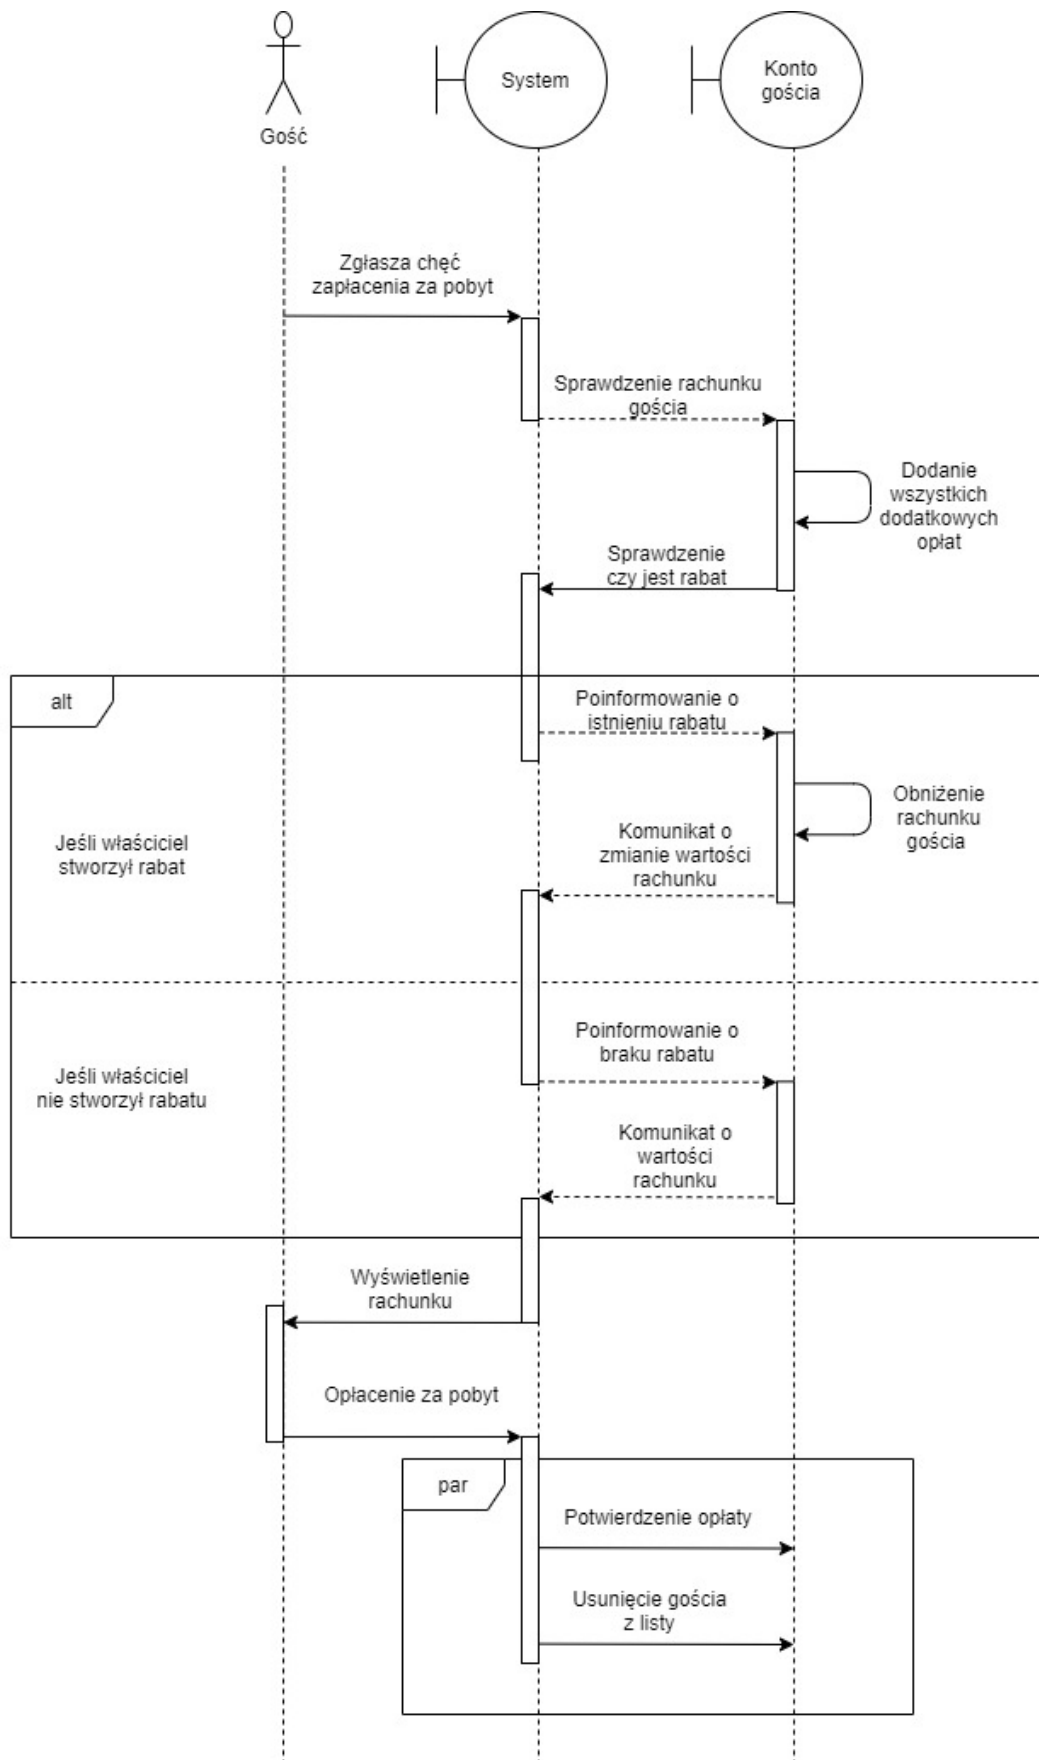 System
Konto
gościa
Gość
Zgłasza chęć
zapłacenia za pobyt
Sprawdzenie rachunku
gościa
Dodanie
wszystkich
dodatkowych
opłat
Sprawdzenie
czy jest rabat
alt
Poinformowanie o
istnieniu rabatu
Obniżenie
rachunku
gościa
Jeśli właściciel
stworzył rabat
Komunikat o
zmianie wartości
rachunku
Poinformowanie o
braku rabatu
Jeśli właściciel
nie stworzył rabatu
Komunikat o
wartości
rachunku
Wyświetlenie
rachunku
Opłacenie za pobyt
par
Potwierdzenie opłaty
Usunięcie gościa
z listy